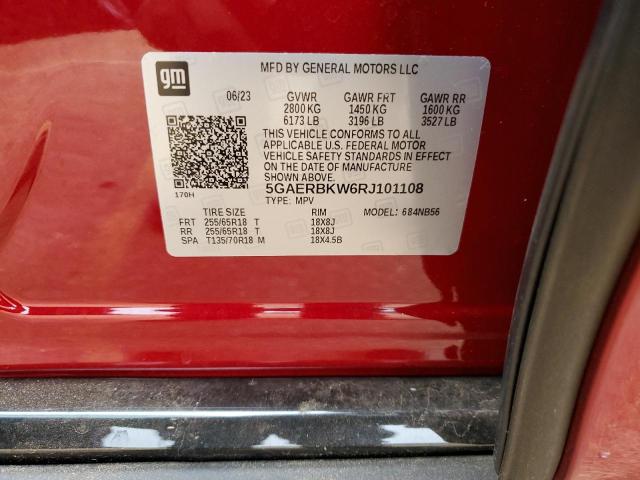 gm
MFD BY GENERAL MOTORS LLC
06/23 GVWR GAWR FRT GAWR RR
2800 KG 1450 KG 1600 KG
6173 LB 3196 LB 3527 LB
THIS VEHICLE CONFORMS TO ALL
APPLICABLE U.S. FEDERAL MOTOR
VEHICLE SAFETY STANDARDS IN EFFECT
ON THE DATE OF MANUFACTURE
SHOWN ABOVE.
5GAERBKW6RJ101108
170H TYPE: MPV
TIRE SIZE RIM MODEL: 684NB56
FRT 255/65R18 T 18X8J
RR 255/65R18 T 18X8J
SPA T135/70R18 M 18X4.5B